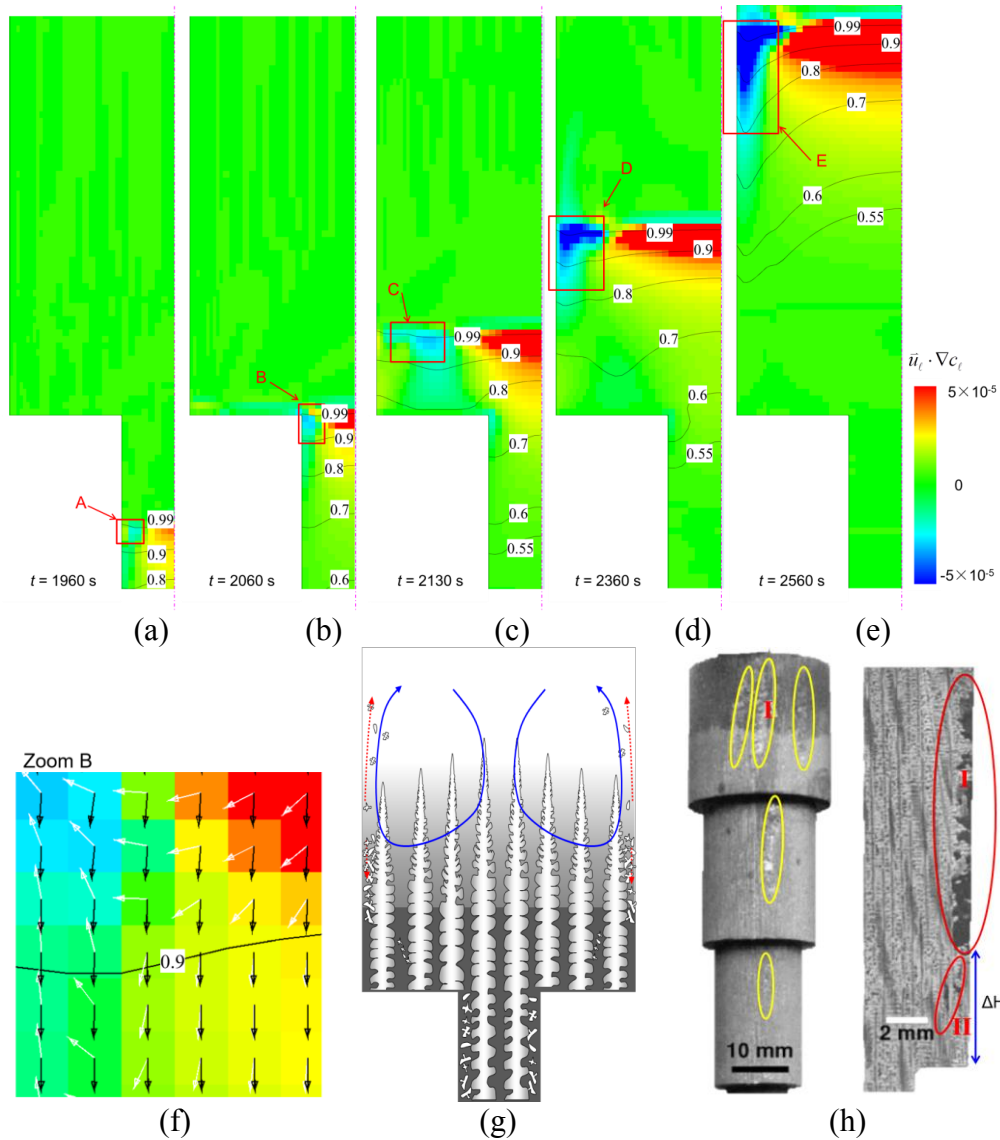 0.99
0.9
0.8
0.7
0.6
0.55
E
D
0.99
0.9
0.8
0.7
0.6
0.55
C
0.99
0.9
0.8
0.7
0.6
0.55
B
0.99
0.9
0.8
0.7
0.6
A
0.99
0.9
0.8
t = 1960 s
t = 2060 s
t = 2130 s
t = 2360 s
t = 2560 s
u⃗ℓ · ∇cℓ
5×10⁻⁵
0
-5×10⁻⁵
(a)
(b)
(c)
(d)
(e)
Zoom B
0.9
(f)
(g)
I
10 mm
I
II
2 mm
ΔH
(h)